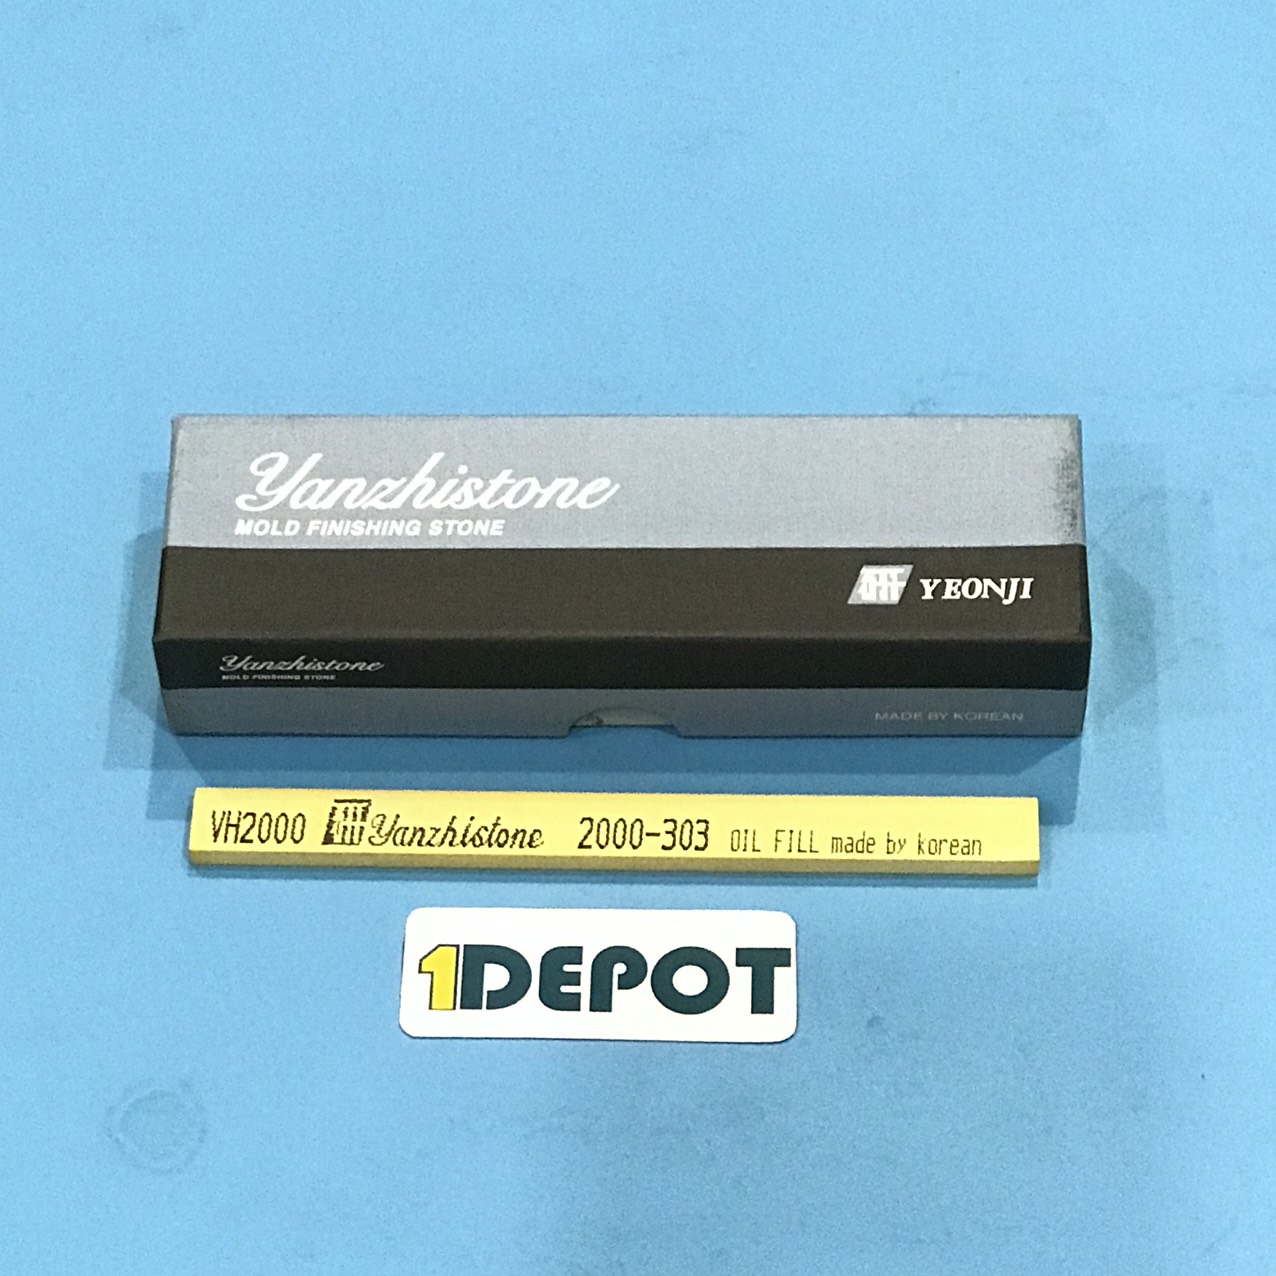 Yanzhistone
MOLD FINISHING STONE
YEONJI
Yanzhistone
MOLD FINISHING STONE
MADE BY KOREAN
VH2000 Yanzhistone 2000-303 OIL FILL made by korean
1DEPOT